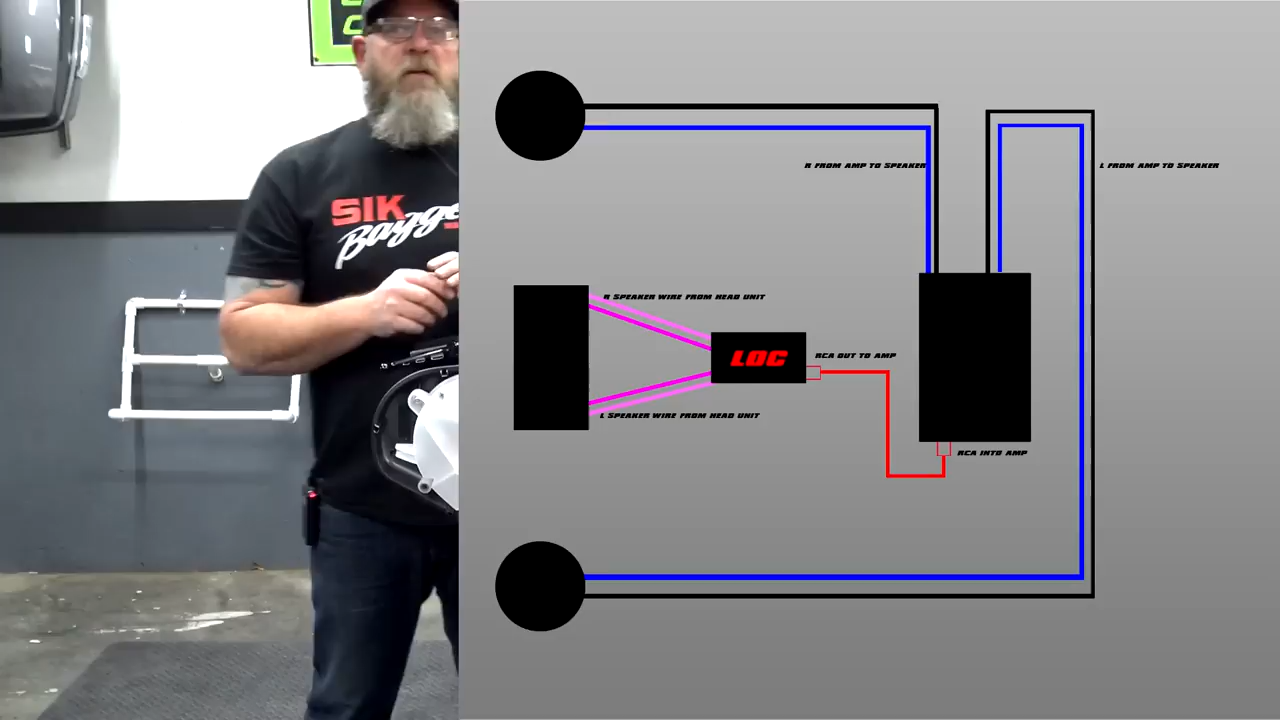 SIK
R FROM AMP TO SPEAKER
L FROM AMP TO SPEAKER
R SPEAKER WIRE FROM HEAD UNIT
LOC
RCA OUT TO AMP
L SPEAKER WIRE FROM HEAD UNIT
RCA INTO AMP